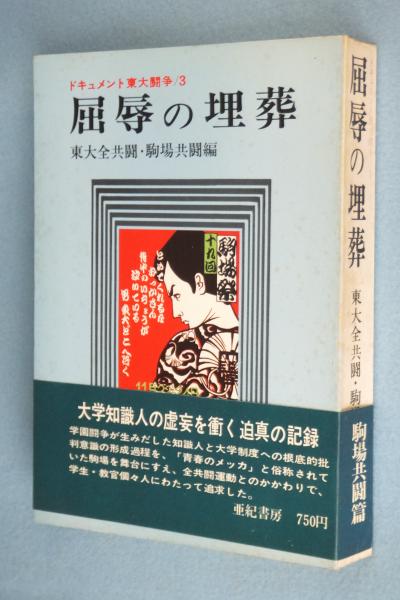 ドキュメント東大闘争/3
屈辱の埋葬
東大全共闘・駒場共闘編
駒場祭
十九回
とめてくれるな
おっかさん
背中のいちょうが
泣いている
男東大どこへ行く
大学知識人の虚妄を衝く迫真の記録
学園闘争が生みだした知識人と大学制度への根底的批
判意識の形成過程を、「青春のメッカ」と俗称されて
いた駒場を舞台にすえ、全共闘運動とのかかわりで、
学生・教官個々人にわたって追求した。
亜紀書房 750円
屈辱の埋葬
東大全共闘・駒
駒場共闘篇